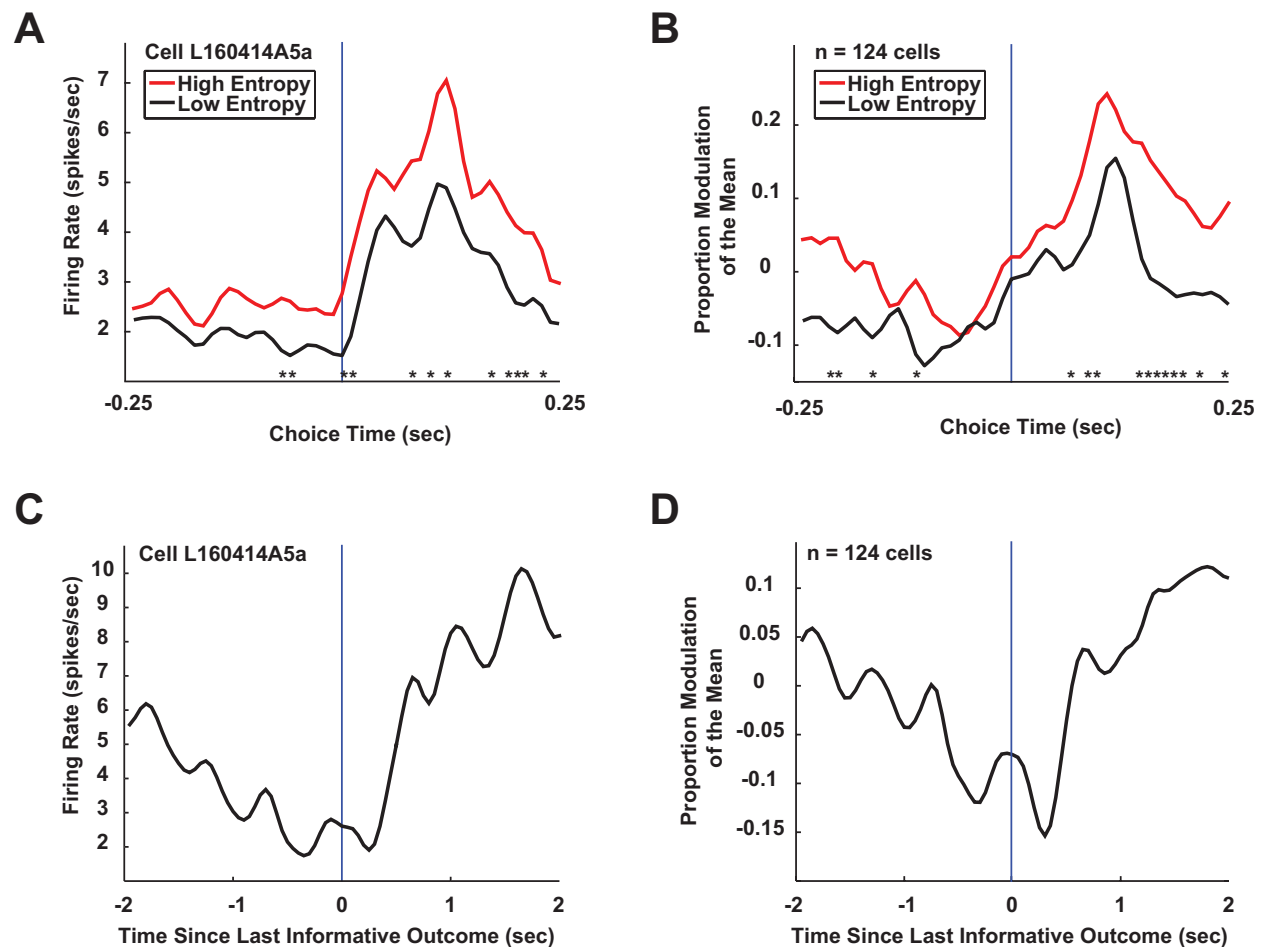 A
Cell L160414A5a
High Entropy
Low Entropy
Firing Rate (spikes/sec)
7
6
5
4
3
2
** ** * * * * *** *
-0.25
0.25
Choice Time (sec)
B
n = 124 cells
High Entropy
Low Entropy
Proportion Modulation
of the Mean
0.2
0.1
0
-0.1
** * * * ** ****** * *
-0.25
0.25
Choice Time (sec)
C
Cell L160414A5a
Firing Rate (spikes/sec)
10
9
8
7
6
5
4
3
2
-2
-1
0
1
2
Time Since Last Informative Outcome (sec)
D
n = 124 cells
Proportion Modulation
of the Mean
0.1
0.05
0
-0.05
-0.1
-0.15
-2
-1
0
1
2
Time Since Last Informative Outcome (sec)